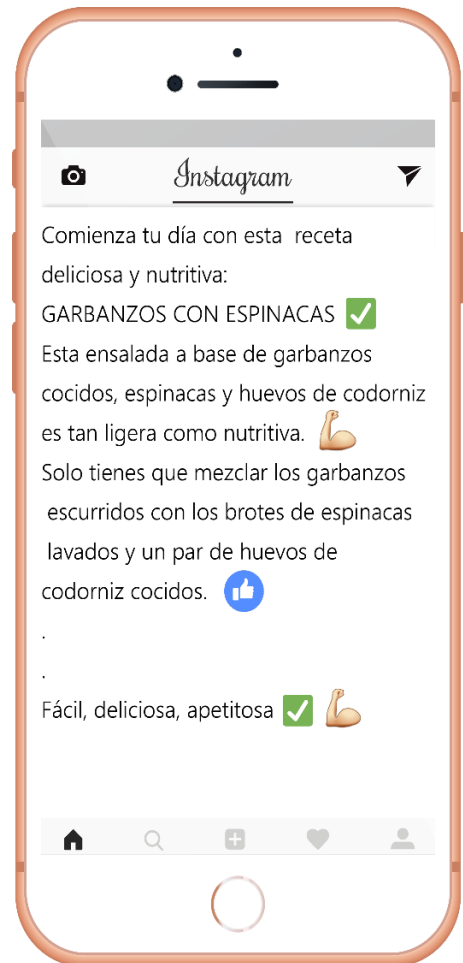 Instagram
Comienza tu día con esta receta
deliciosa y nutritiva:
GARBANZOS CON ESPINACAS ✅
Esta ensalada a base de garbanzos
cocidos, espinacas y huevos de codorniz
es tan ligera como nutritiva. 💪
Solo tienes que mezclar los garbanzos
escurridos con los brotes de espinacas
lavados y un par de huevos de
codorniz cocidos. 👍
.
.
Fácil, deliciosa, apetitosa ✅ 💪